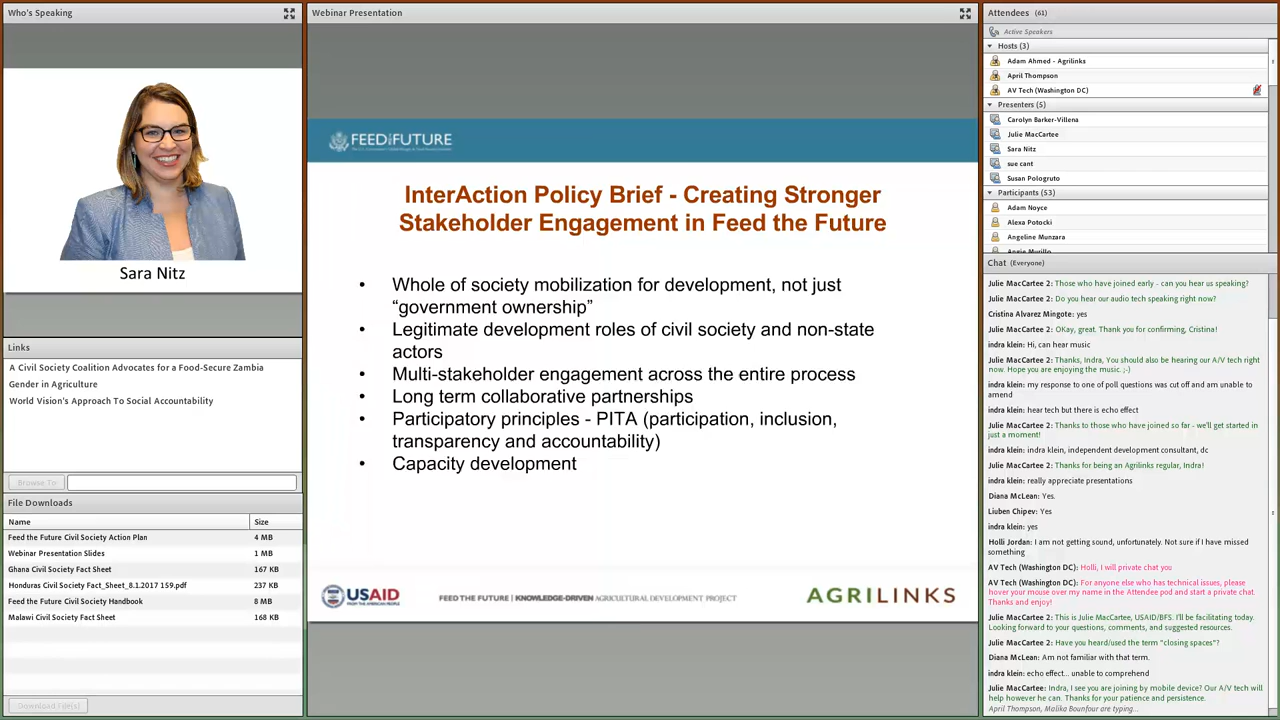 Who's Speaking
Sara Nitz
Links
A Civil Society Coalition Advocates for a Food-Secure Zambia
Gender in Agriculture
World Vision's Approach To Social Accountability
Browse To
File Downloads
Name Size
Feed the Future Civil Society Action Plan 4 MB
Webinar Presentation Slides 1 MB
Ghana Civil Society Fact Sheet 167 KB
Honduras Civil Society Fact_Sheet_8.1.2017 159.pdf 237 KB
Feed the Future Civil Society Handbook 8 MB
Malawi Civil Society Fact Sheet 168 KB
Download File(s)
Webinar Presentation
FEED THE FUTURE
InterAction Policy Brief - Creating Stronger
Stakeholder Engagement in Feed the Future
• Whole of society mobilization for development, not just
“government ownership”
• Legitimate development roles of civil society and non-state
actors
• Multi-stakeholder engagement across the entire process
• Long term collaborative partnerships
• Participatory principles - PITA (participation, inclusion,
transparency and accountability)
• Capacity development
USAID
FROM THE AMERICAN PEOPLE
FEED THE FUTURE | KNOWLEDGE-DRIVEN AGRICULTURAL DEVELOPMENT PROJECT
AGRILINKS
Attendees (61)
Active Speakers
Hosts (3)
Adam Ahmed - Agrilinks
April Thompson
AV Tech (Washington DC)
Presenters (5)
Carolyn Barker-Villena
Julie MacCartee
Sara Nitz
sue cant
Susan Pologruto
Participants (53)
Adam Noyce
Alexa Potocki
Angeline Munzara
Angie Murillo
Chat (Everyone)
Julie MacCartee 2: Those who have joined early - can you hear us speaking?
Julie MacCartee 2: Do you hear our audio tech speaking right now?
Cristina Alvarez Mingote: yes
Julie MacCartee 2: OKay, great. Thank you for confirming, Cristina!
indra klein: Hi, can hear music
Julie MacCartee 2: Thanks, Indra, You should also be hearing our A/V tech right
now. Hope you are enjoying the music. ;-)
indra klein: my response to one of poll questions was cut off and am unable to
amend
indra klein: hear tech but there is echo effect
Julie MacCartee 2: Thanks to those who have joined so far - we'll get started in
just a moment!
indra klein: indra klein, independent development consultant, dc
Julie MacCartee 2: Thanks for being an Agrilinks regular, Indra!
indra klein: really appreciate presentations
Diana McLean: Yes.
Liuben Chipev: Yes
indra klein: yes
Holli Jordan: I am not getting sound, unfortunately. Not sure if I have missed
something
AV Tech (Washington DC): Holli, I will private chat you
AV Tech (Washington DC): For anyone else who has technical issues, please
hover your mouse over my name in the Attendee pod and start a private chat.
Thanks and enjoy!
Julie MacCartee 2: This is Julie MacCartee, USAID/BFS. I'll be facilitating today.
Looking forward to your questions, comments, and suggested resources.
Julie MacCartee 2: Have you heard/used the term "closing spaces"?
Diana McLean: Am not familiar with that term.
indra klein: echo effect... unable to comprehend
Julie MacCartee: Indra, I see you are joining by mobile device? Our A/V tech will
help however he can. Thanks for your patience and persistence.
April Thompson, Malika Bounfour are typing...